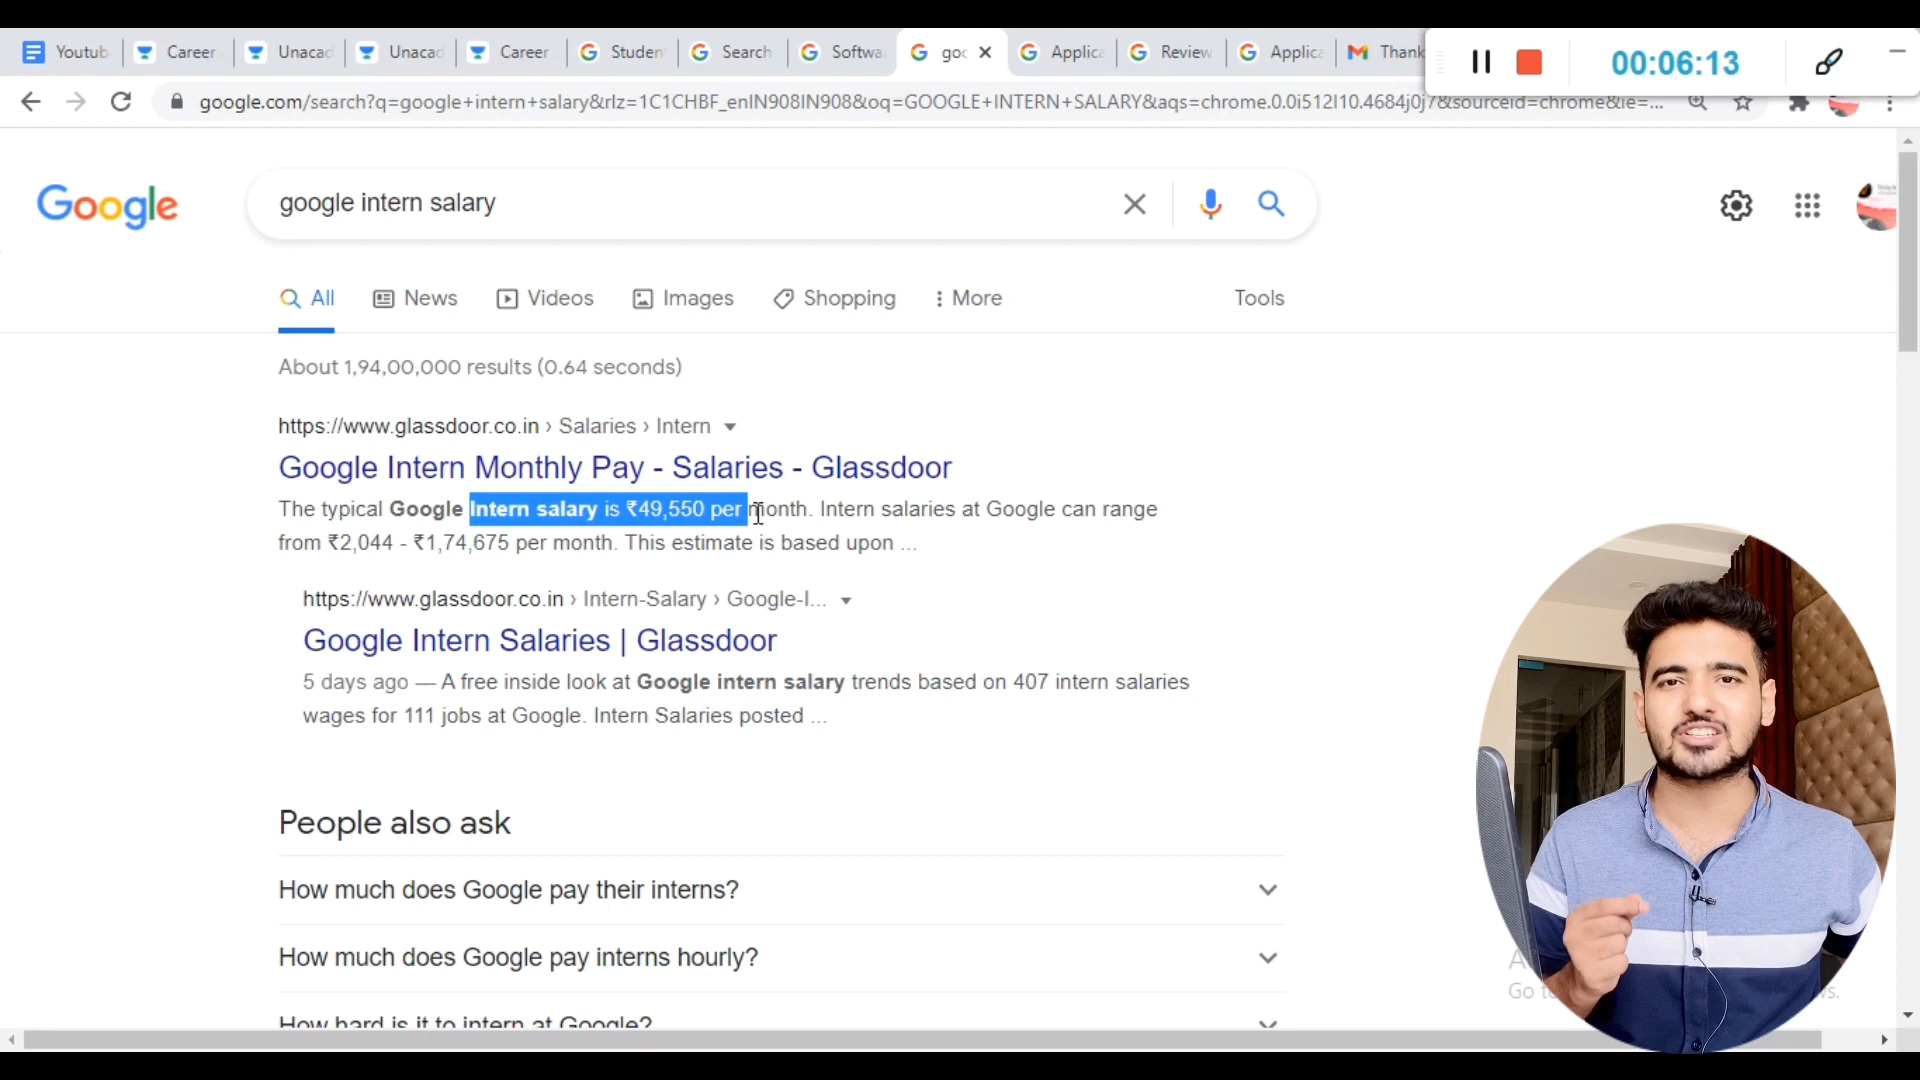 Youtub
Career
Unacad
Unacad
Career
Studen
Search
Softwa
goo
Applica
Review
Applica
Thank
00:06:13
google.com/search?q=google+intern+salary&rlz=1C1CHBF_enIN908IN908&oq=GOOGLE+INTERN+SALARY&aqs=chrome.0.0i512l10.4684j0j7&sourceid=chrome&ie=...
Google
google intern salary
All
News
Videos
Images
Shopping
More
Tools
About 1,94,00,000 results (0.64 seconds)
https://www.glassdoor.co.in › Salaries › Intern
Google Intern Monthly Pay - Salaries - Glassdoor
The typical Google Intern salary is ₹49,550 per month. Intern salaries at Google can range
from ₹2,044 - ₹1,74,675 per month. This estimate is based upon ...
https://www.glassdoor.co.in › Intern-Salary › Google-I...
Google Intern Salaries | Glassdoor
5 days ago — A free inside look at Google intern salary trends based on 407 intern salaries
wages for 111 jobs at Google. Intern Salaries posted ...
People also ask
How much does Google pay their interns?
How much does Google pay interns hourly?
How hard is it to intern at Google?